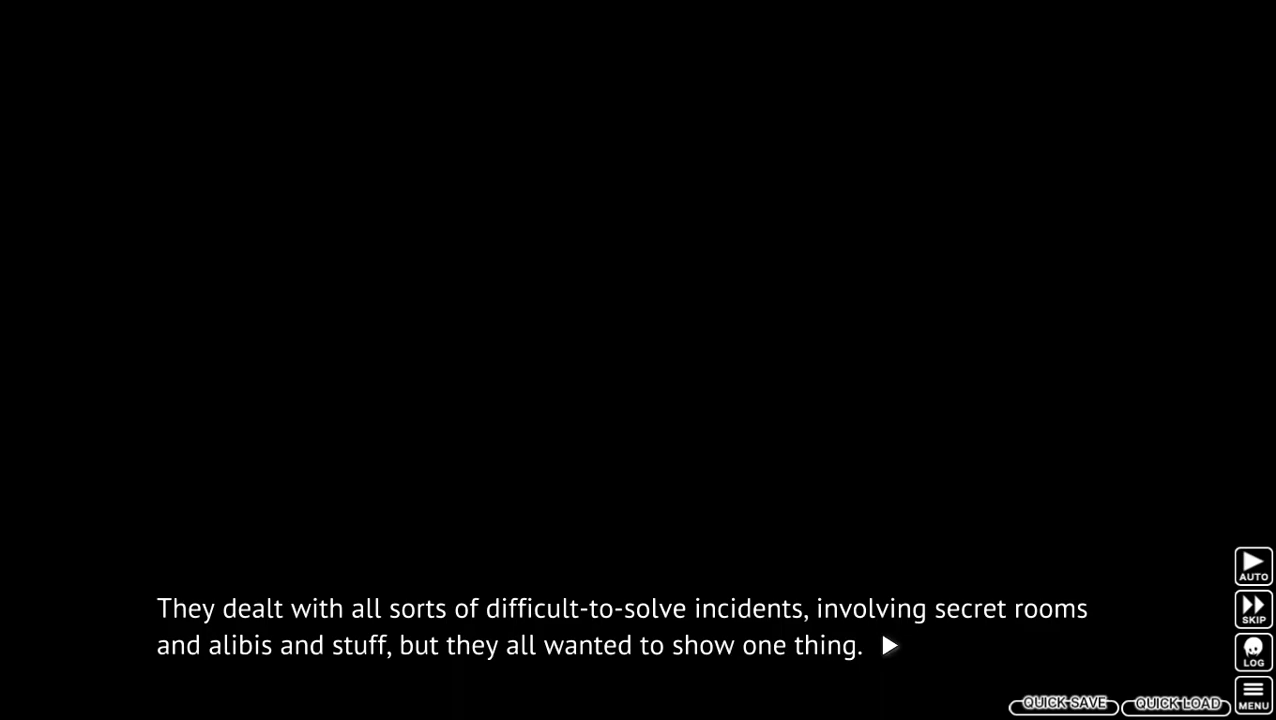 They dealt with all sorts of difficult-to-solve incidents, involving secret rooms
and alibis and stuff, but they all wanted to show one thing.
AUTO
SKIP
LOG
MENU
QUICK SAVE
QUICK LOAD